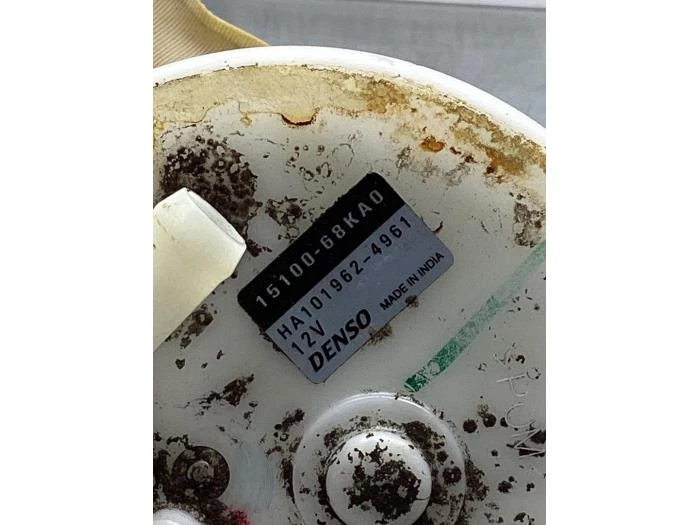 15100-68KA0
HA101962-4961
12V
DENSO MADE IN INDIA